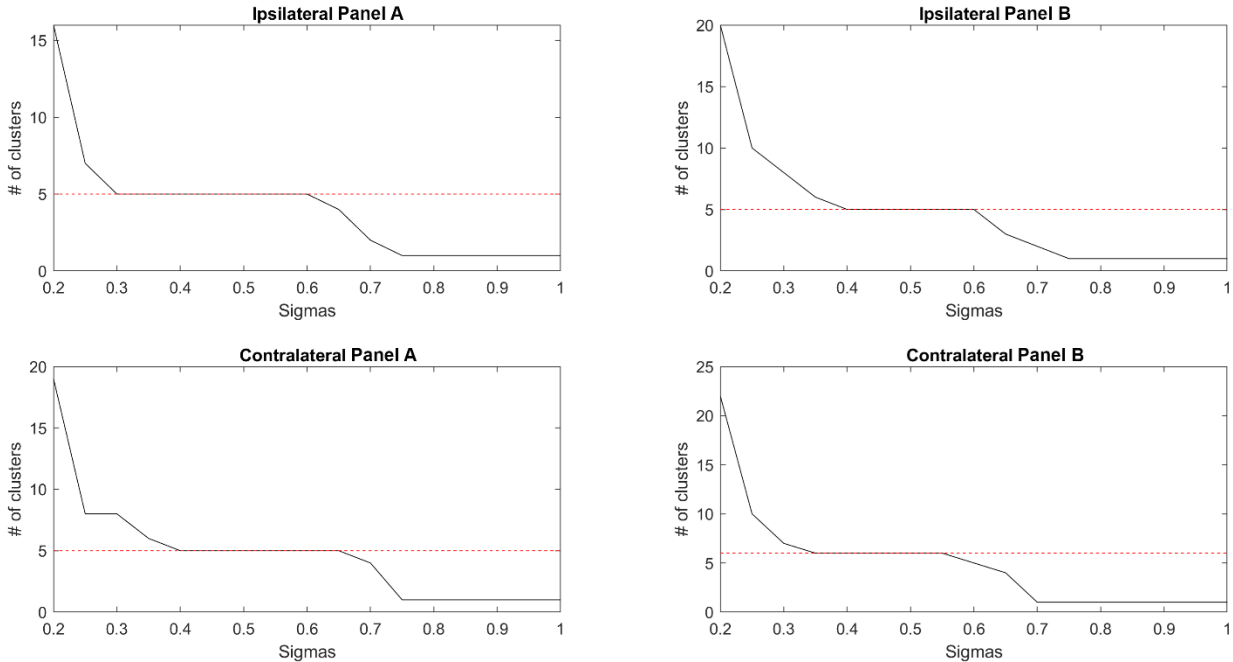 Ipsilateral Panel A
15
10
5
0
# of clusters
0.2 0.3 0.4 0.5 0.6 0.7 0.8 0.9 1
Sigmas
Ipsilateral Panel B
20
15
10
5
0
# of clusters
0.2 0.3 0.4 0.5 0.6 0.7 0.8 0.9 1
Sigmas
Contralateral Panel A
20
15
10
5
0
# of clusters
0.2 0.3 0.4 0.5 0.6 0.7 0.8 0.9 1
Sigmas
Contralateral Panel B
25
20
15
10
5
0
# of clusters
0.2 0.3 0.4 0.5 0.6 0.7 0.8 0.9 1
Sigmas